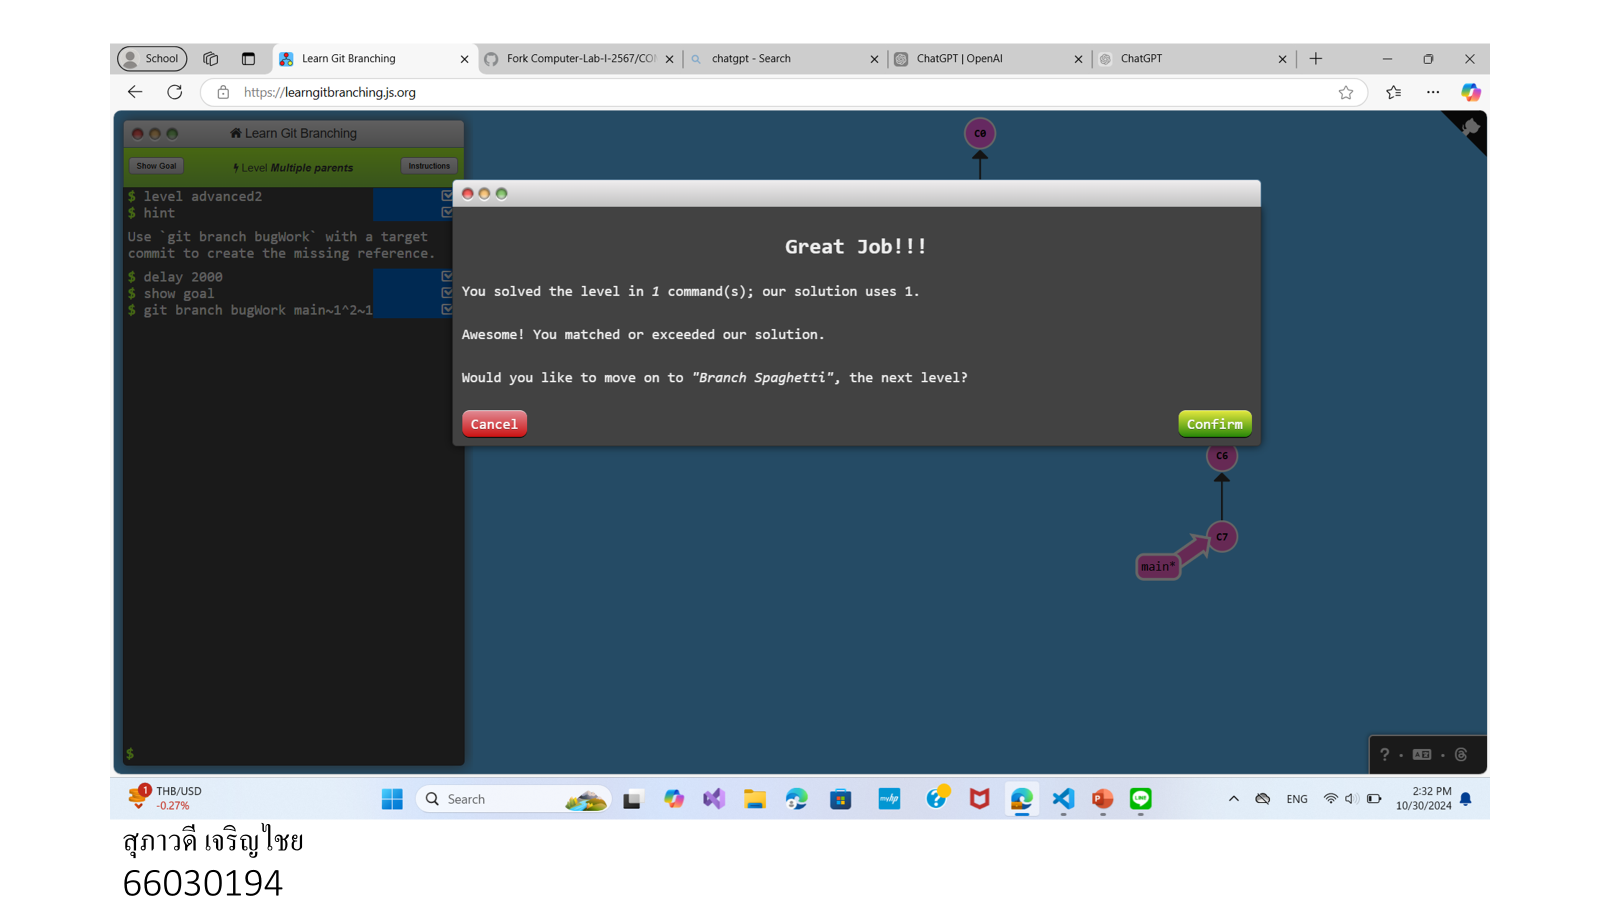 School
Learn Git Branching
Fork Computer-Lab-I-2567/CO
chatgpt - Search
ChatGPT | OpenAI
ChatGPT
https://learngitbranching.js.org
Learn Git Branching
Show Goal
Level Multiple parents
Instructions
$ level advanced2
$ hint
Use `git branch bugWork` with a target
commit to create the missing reference.
$ delay 2000
$ show goal
$ git branch bugWork main~1^2~1
$
C0
Great Job!!!
You solved the level in 1 command(s); our solution uses 1.
Awesome! You matched or exceeded our solution.
Would you like to move on to "Branch Spaghetti", the next level?
Cancel
Confirm
C6
C7
main*
?
1
THB/USD
-0.27%
Search
myhp
ENG
2:32 PM
10/30/2024
สุภาวดี เจริญไชย
66030194